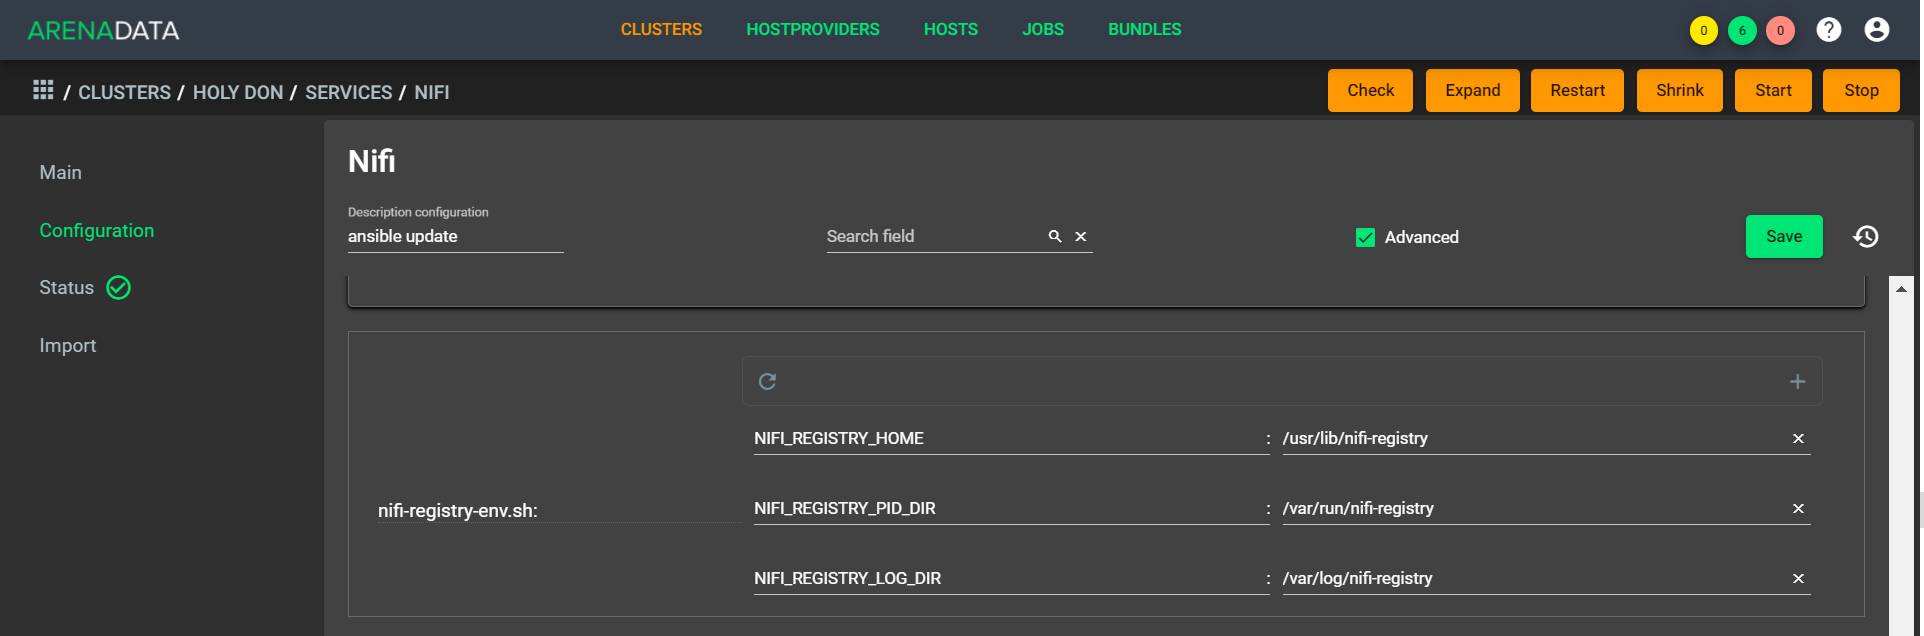 ARENADATA CLUSTERS HOSTPROVIDERS HOSTS JOBS BUNDLES 0 6 0 ?
/ CLUSTERS / HOLY DON / SERVICES / NIFI Check Expand Restart Shrink Start Stop
Main
Configuration
Status
Import
Nifi
Description configuration
ansible update Search field Advanced Save
NIFI_REGISTRY_HOME : /usr/lib/nifi-registry
nifi-registry-env.sh: NIFI_REGISTRY_PID_DIR : /var/run/nifi-registry
NIFI_REGISTRY_LOG_DIR : /var/log/nifi-registry